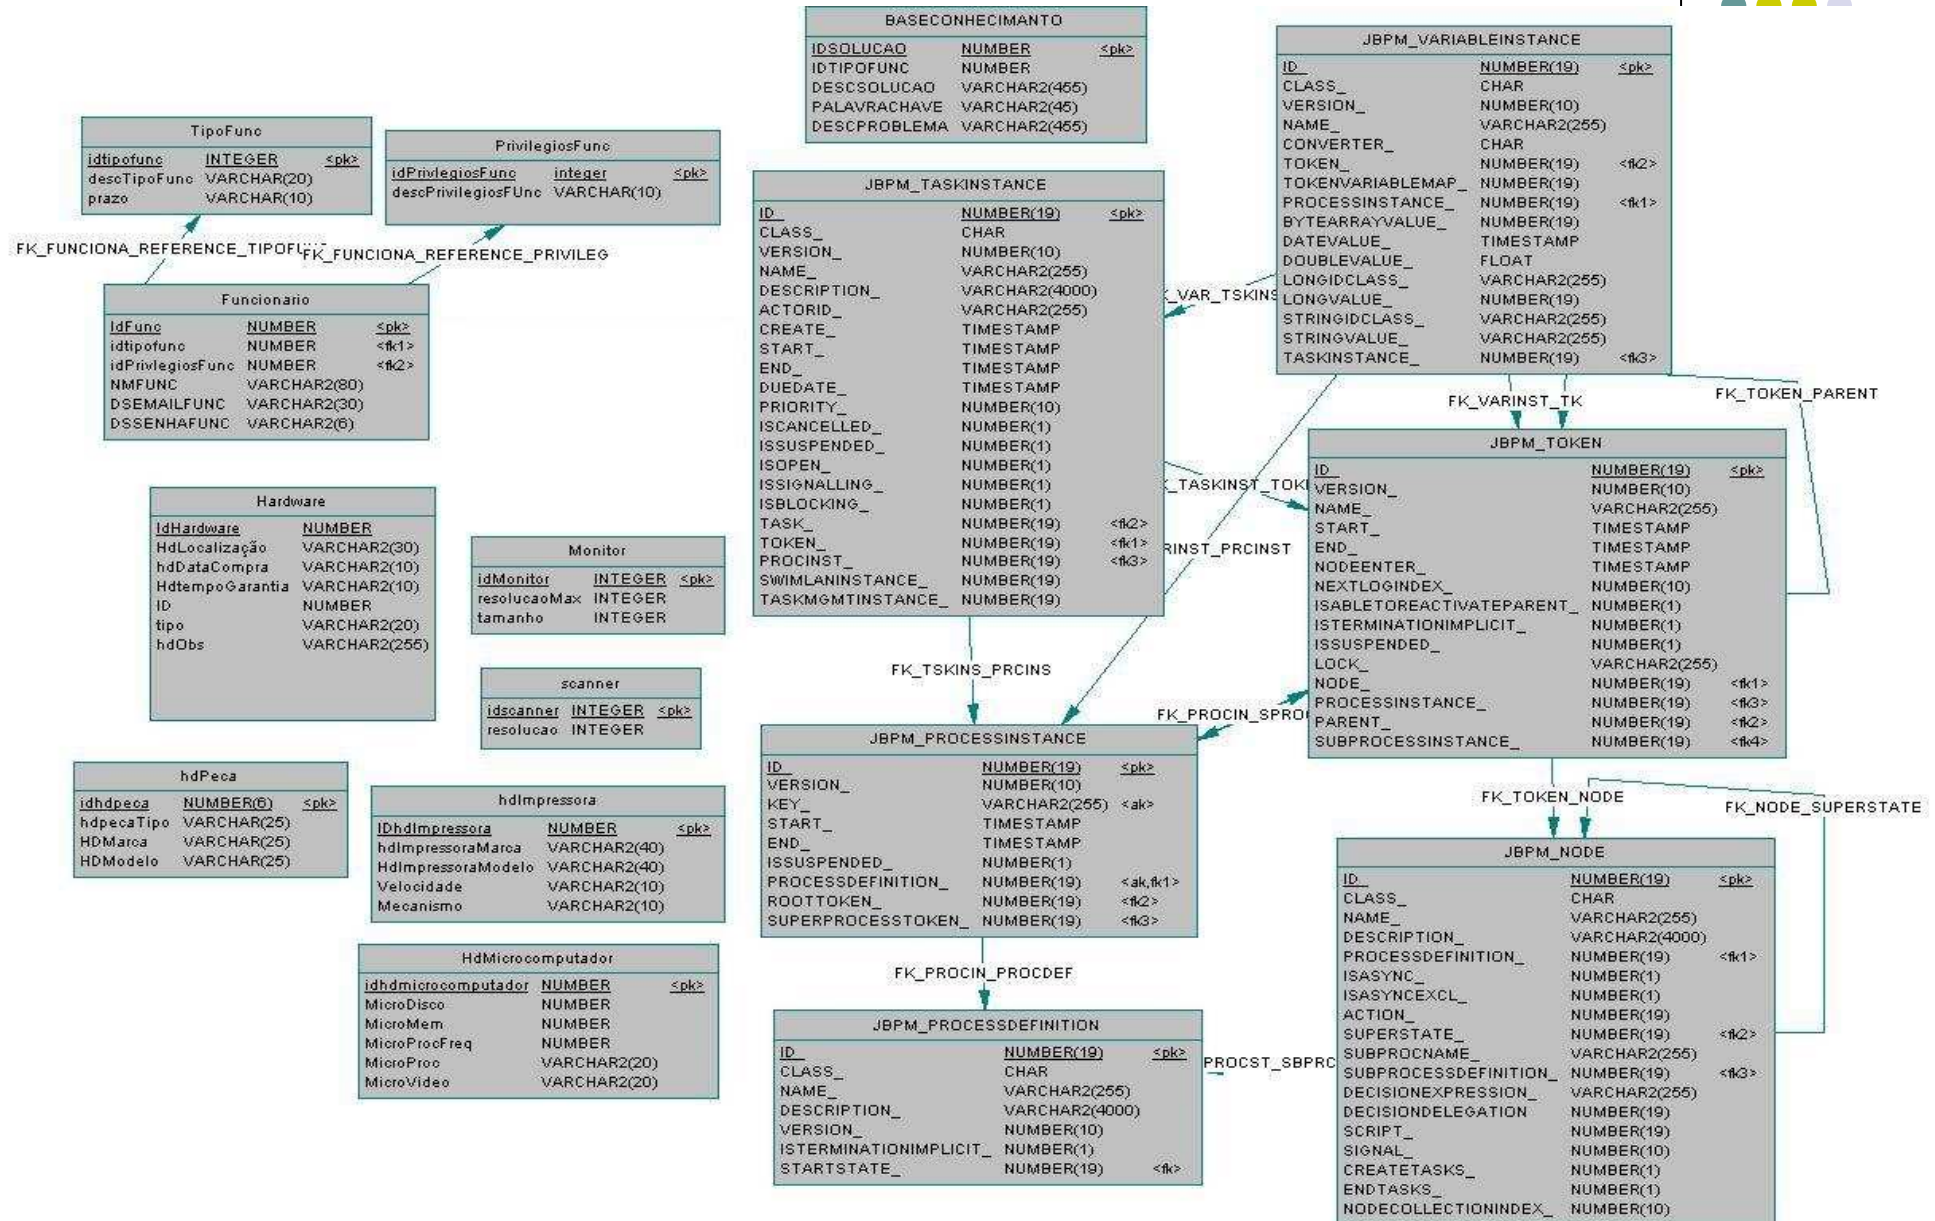 BASECONHECIMANTO
IDSOLUCAO NUMBER <pk>
IDTIPOFUNC NUMBER
DESCSOLUCAO VARCHAR2(455)
PALAVRACHAVE VARCHAR2(45)
DESCPROBLEMA VARCHAR2(455)
JBPM_VARIABLEINSTANCE
ID_ NUMBER(19) <pk>
CLASS_ CHAR
VERSION_ NUMBER(10)
NAME_ VARCHAR2(255)
CONVERTER_ CHAR
TOKEN_ NUMBER(19) <fk2>
TOKENVARIABLEMAP_ NUMBER(19)
PROCESSINSTANCE_ NUMBER(19) <fk1>
BYTEARRAYVALUE_ NUMBER(19)
DATEVALUE_ TIMESTAMP
DOUBLEVALUE_ FLOAT
LONGIDCLASS_ VARCHAR2(255)
LONGVALUE_ NUMBER(19)
STRINGIDCLASS_ VARCHAR2(255)
STRINGVALUE_ VARCHAR2(255)
TASKINSTANCE_ NUMBER(19) <fk3>
TipoFunc
idtipofunc INTEGER <pk>
descTipoFunc VARCHAR(20)
prazo VARCHAR(10)
PrivilegiosFunc
idPrivlegiosFunc integer <pk>
descPrivilegiosFUnc VARCHAR(10)
FK_FUNCIONA_REFERENCE_TIPOFU
FK_FUNCIONA_REFERENCE_PRIVILEG
Funcionario
IdFunc NUMBER <pk>
idtipofunc NUMBER <fk1>
idPrivlegiosFunc NUMBER <fk2>
NMFUNC VARCHAR2(80)
DSEMAILFUNC VARCHAR2(30)
DSSENHAFUNC VARCHAR2(6)
JBPM_TASKINSTANCE
ID_ NUMBER(19) <pk>
CLASS_ CHAR
VERSION_ NUMBER(10)
NAME_ VARCHAR2(255)
DESCRIPTION_ VARCHAR2(4000)
ACTORID_ VARCHAR2(255)
CREATE_ TIMESTAMP
START_ TIMESTAMP
END_ TIMESTAMP
DUEDATE_ TIMESTAMP
PRIORITY_ NUMBER(10)
ISCANCELLED_ NUMBER(1)
ISSUSPENDED_ NUMBER(1)
ISOPEN_ NUMBER(1)
ISSIGNALLING_ NUMBER(1)
ISBLOCKING_ NUMBER(1)
TASK_ NUMBER(19) <fk2>
TOKEN_ NUMBER(19) <fk1>
PROCINST_ NUMBER(19) <fk3>
SWIMLANINSTANCE_ NUMBER(19)
TASKMGMTINSTANCE_ NUMBER(19)
_VAR_TSKINS
FK_VARINST_TK
FK_TOKEN_PARENT
_TASKINST_TOK
RINST_PRCINST
JBPM_TOKEN
ID_ NUMBER(19) <pk>
VERSION_ NUMBER(10)
NAME_ VARCHAR2(255)
START_ TIMESTAMP
END_ TIMESTAMP
NODEENTER_ TIMESTAMP
NEXTLOGINDEX_ NUMBER(10)
ISABLETOREACTIVATEPARENT_ NUMBER(1)
ISTERMINATIONIMPLICIT_ NUMBER(1)
ISSUSPENDED_ NUMBER(1)
LOCK_ VARCHAR2(255)
NODE_ NUMBER(19) <fk1>
PROCESSINSTANCE_ NUMBER(19) <fk3>
PARENT_ NUMBER(19) <fk2>
SUBPROCESSINSTANCE_ NUMBER(19) <fk4>
Hardware
IdHardware NUMBER
HdLocalização VARCHAR2(30)
hdDataCompra VARCHAR2(10)
HdtempoGarantia VARCHAR2(10)
ID NUMBER
tipo VARCHAR2(20)
hdObs VARCHAR2(255)
Monitor
idMonitor INTEGER <pk>
resolucaoMax INTEGER
tamanho INTEGER
scanner
idscanner INTEGER <pk>
resolucao INTEGER
FK_TSKINS_PRCINS
FK_PROCIN_SPRO
hdPeca
idhdpeca NUMBER(6) <pk>
hdpecaTipo VARCHAR(25)
HDMarca VARCHAR(25)
HDModelo VARCHAR(25)
hdImpressora
IDhdImpressora NUMBER <pk>
hdImpressoraMarca VARCHAR2(40)
HdImpressoraModelo VARCHAR2(40)
Velocidade VARCHAR2(10)
Mecanismo VARCHAR2(10)
JBPM_PROCESSINSTANCE
ID_ NUMBER(19) <pk>
VERSION_ NUMBER(10)
KEY_ VARCHAR2(255) <ak>
START_ TIMESTAMP
END_ TIMESTAMP
ISSUSPENDED_ NUMBER(1)
PROCESSDEFINITION_ NUMBER(19) <ak,fk1>
ROOTTOKEN_ NUMBER(19) <fk2>
SUPERPROCESSTOKEN_ NUMBER(19) <fk3>
FK_TOKEN_NODE
FK_NODE_SUPERSTATE
HdMicrocomputador
idhdmicrocomputador NUMBER <pk>
MicroDisco NUMBER
MicroMem NUMBER
MicroProcFreq NUMBER
MicroProc VARCHAR2(20)
MicroVideo VARCHAR2(20)
FK_PROCIN_PROCDEF
JBPM_PROCESSDEFINITION
ID_ NUMBER(19) <pk>
CLASS_ CHAR
NAME_ VARCHAR2(255)
DESCRIPTION_ VARCHAR2(4000)
VERSION_ NUMBER(10)
ISTERMINATIONIMPLICIT_ NUMBER(1)
STARTSTATE_ NUMBER(19) <fk>
PROCST_SBPRC
JBPM_NODE
ID_ NUMBER(19) <pk>
CLASS_ CHAR
NAME_ VARCHAR2(255)
DESCRIPTION_ VARCHAR2(4000)
PROCESSDEFINITION_ NUMBER(19) <fk1>
ISASYNC_ NUMBER(1)
ISASYNCEXCL_ NUMBER(1)
ACTION_ NUMBER(19)
SUPERSTATE_ NUMBER(19) <fk2>
SUBPROCNAME_ VARCHAR2(255)
SUBPROCESSDEFINITION_ NUMBER(19) <fk3>
DECISIONEXPRESSION_ VARCHAR2(255)
DECISIONDELEGATION NUMBER(19)
SCRIPT_ NUMBER(19)
SIGNAL_ NUMBER(10)
CREATETASKS_ NUMBER(1)
ENDTASKS_ NUMBER(1)
NODECOLLECTIONINDEX_ NUMBER(10)